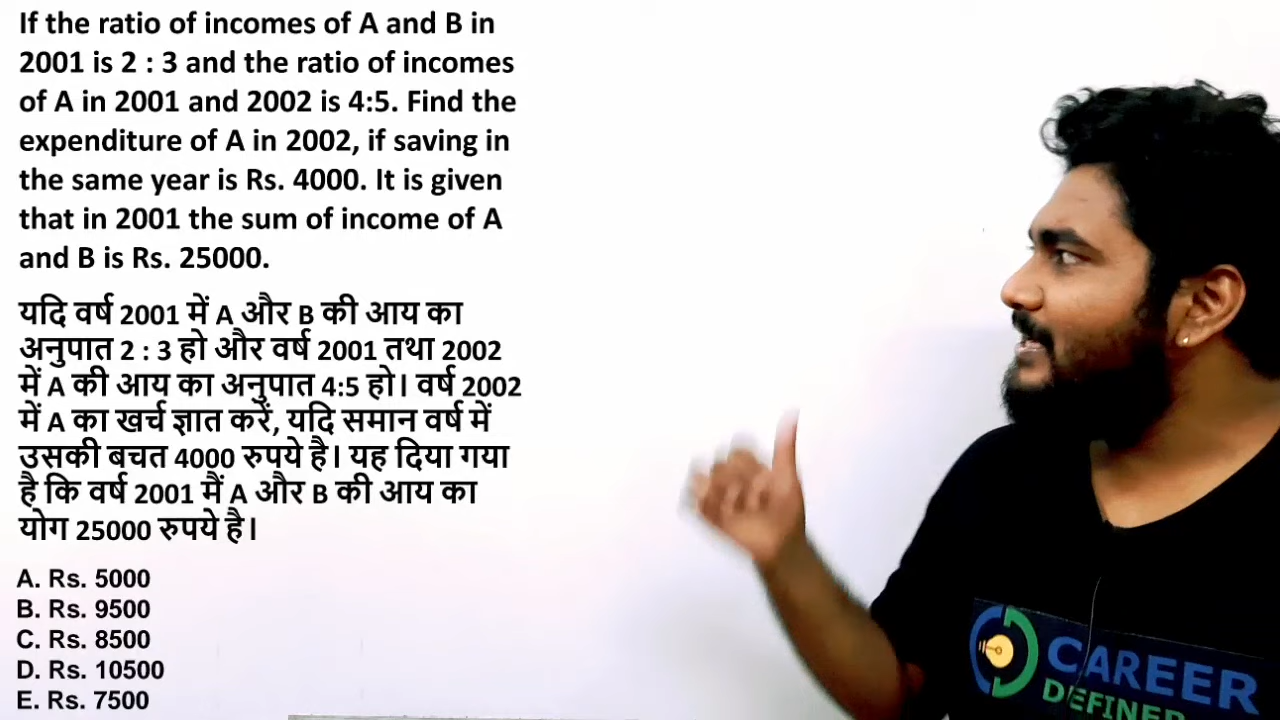 If the ratio of incomes of A and B in
2001 is 2 : 3 and the ratio of incomes
of A in 2001 and 2002 is 4:5. Find the
expenditure of A in 2002, if saving in
the same year is Rs. 4000. It is given
that in 2001 the sum of income of A
and B is Rs. 25000.
यदि वर्ष 2001 में A और B की आय का
अनुपात 2 : 3 हो और वर्ष 2001 तथा 2002
में A की आय का अनुपात 4:5 हो। वर्ष 2002
में A का खर्च ज्ञात करें, यदि समान वर्ष में
उसकी बचत 4000 रुपये है। यह दिया गया
है कि वर्ष 2001 मैं A और B की आय का
योग 25000 रुपये है।
A. Rs. 5000
B. Rs. 9500
C. Rs. 8500
D. Rs. 10500
E. Rs. 7500
CAREER
DEFINER